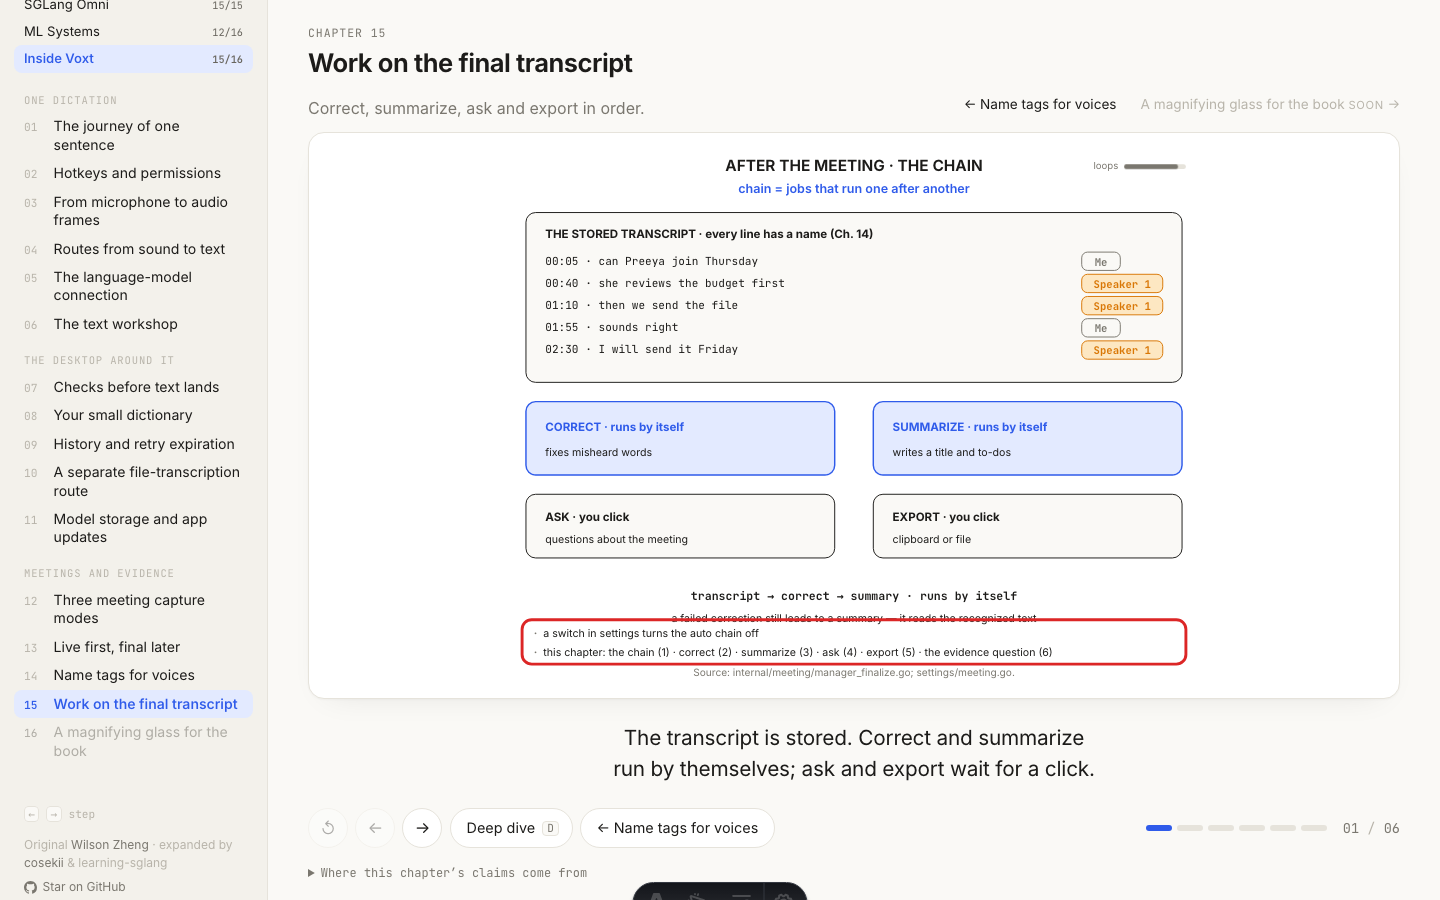 SGLang Omni 15/15
ML Systems 12/16
Inside Voxt 15/16
ONE DICTATION
01 The journey of one
sentence
02 Hotkeys and permissions
03 From microphone to audio
frames
04 Routes from sound to text
05 The language-model
connection
06 The text workshop
THE DESKTOP AROUND IT
07 Checks before text lands
08 Your small dictionary
09 History and retry expiration
10 A separate file-transcription
route
11 Model storage and app
updates
MEETINGS AND EVIDENCE
12 Three meeting capture
modes
13 Live first, final later
14 Name tags for voices
15 Work on the final transcript
16 A magnifying glass for the
book
← → step
Original Wilson Zheng · expanded by
cosekii & learning-sglang
Star on GitHub
CHAPTER 15
Work on the final transcript
Correct, summarize, ask and export in order.
← Name tags for voices
A magnifying glass for the book SOON →
AFTER THE MEETING · THE CHAIN
loops
chain = jobs that run one after another
THE STORED TRANSCRIPT · every line has a name (Ch. 14)
00:05 · can Preeya join Thursday Me
00:40 · she reviews the budget first Speaker 1
01:10 · then we send the file Speaker 1
01:55 · sounds right Me
02:30 · I will send it Friday Speaker 1
CORRECT · runs by itself
fixes misheard words
SUMMARIZE · runs by itself
writes a title and to-dos
ASK · you click
questions about the meeting
EXPORT · you click
clipboard or file
transcript → correct → summary · runs by itself
a failed correction still leads to a summary — it reads the recognized text
· a switch in settings turns the auto chain off
· this chapter: the chain (1) · correct (2) · summarize (3) · ask (4) · export (5) · the evidence question (6)
Source: internal/meeting/manager_finalize.go; settings/meeting.go.
The transcript is stored. Correct and summarize
run by themselves; ask and export wait for a click.
← → Deep dive D ← Name tags for voices
01 / 06
▶ Where this chapter's claims come from